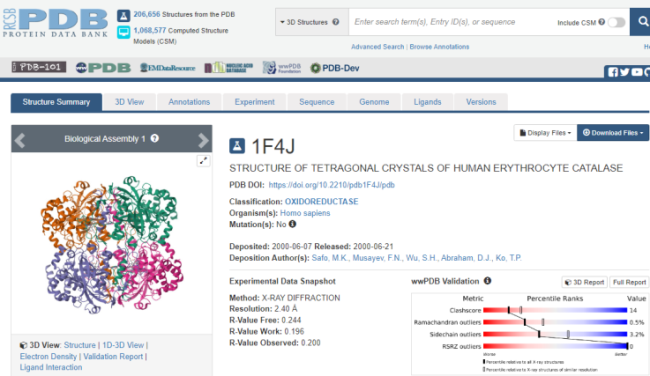 RCSB PDB
PROTEIN DATA BANK
206,656 Structures from the PDB
1,068,577 Computed Structure
Models (CSM)
3D Structures
Enter search term(s), Entry ID(s), or sequence
Include CSM
Advanced Search | Browse Annotations
PDB-101
PDB
EMDataResource
NUCLEIC ACID
DATABASE
wwPDB
Foundation
PDB-Dev
Structure Summary
3D View
Annotations
Experiment
Sequence
Genome
Ligands
Versions
Biological Assembly 1
3D View: Structure | 1D-3D View |
Electron Density | Validation Report |
Ligand Interaction
Display Files
Download Files
1F4J
STRUCTURE OF TETRAGONAL CRYSTALS OF HUMAN ERYTHROCYTE CATALASE
PDB DOI: https://doi.org/10.2210/pdb1F4J/pdb
Classification: OXIDOREDUCTASE
Organism(s): Homo sapiens
Mutation(s): No
Deposited: 2000-06-07 Released: 2000-06-21
Deposition Author(s): Safo, M.K., Musayev, F.N., Wu, S.H., Abraham, D.J., Ko, T.P.
Experimental Data Snapshot
Method: X-RAY DIFFRACTION
Resolution: 2.40 Å
R-Value Free: 0.244
R-Value Work: 0.196
R-Value Observed: 0.200
wwPDB Validation
3D Report
Full Report
Metric Percentile Ranks Value
Clashscore 14
Ramachandran outliers 0.5%
Sidechain outliers 3.2%
RSRZ outliers 0
Worse Better
Percentile relative to all X-ray structures
Percentile relative to X-ray structures of similar resolution